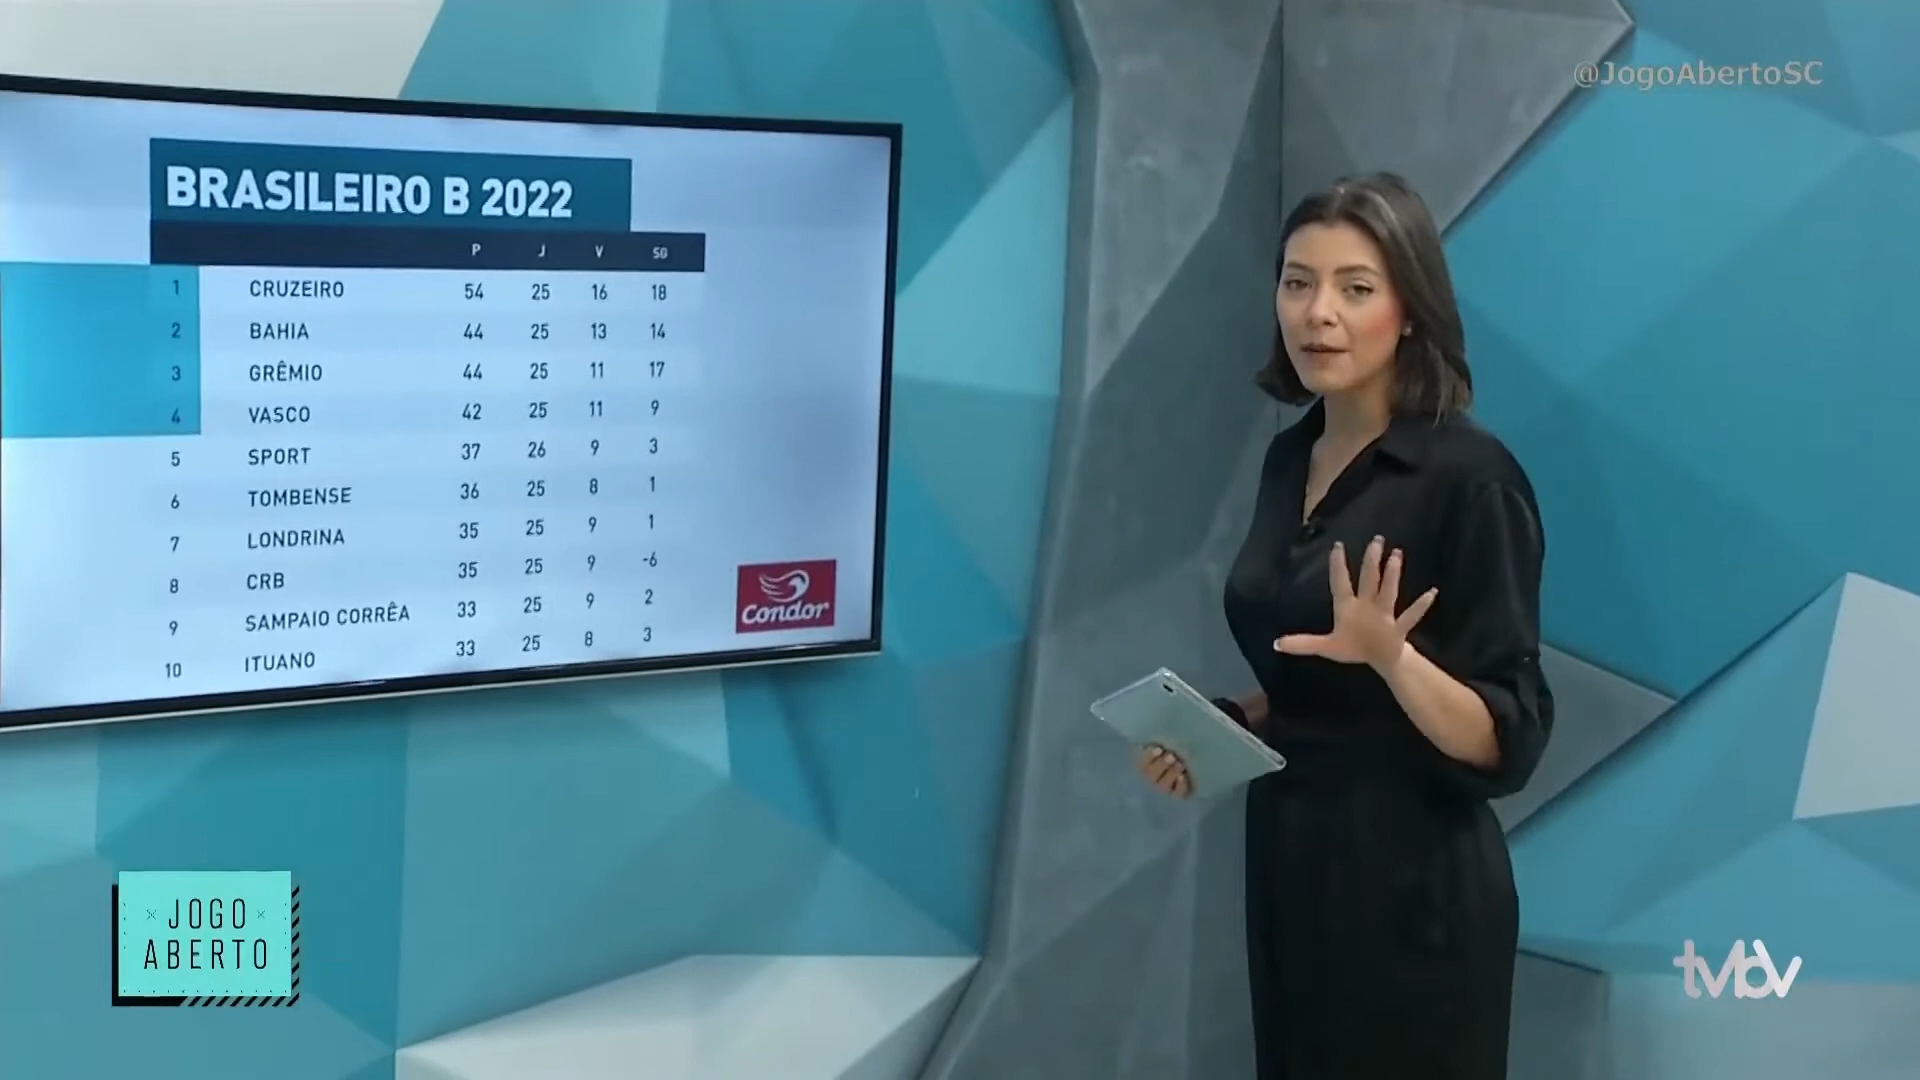 @JogoAbertoSC
BRASILEIRO B 2022
P J V SG
1 CRUZEIRO 54 25 16 18
2 BAHIA 44 25 13 14
3 GRÊMIO 44 25 11 17
4 VASCO 42 25 11 9
5 SPORT 37 26 9 3
6 TOMBENSE 36 25 8 1
7 LONDRINA 35 25 9 1
8 CRB 35 25 9 -6
9 SAMPAIO CORRÊA 33 25 9 2
10 ITUANO 33 25 8 3
Condor
JOGO
ABERTO
tvbv